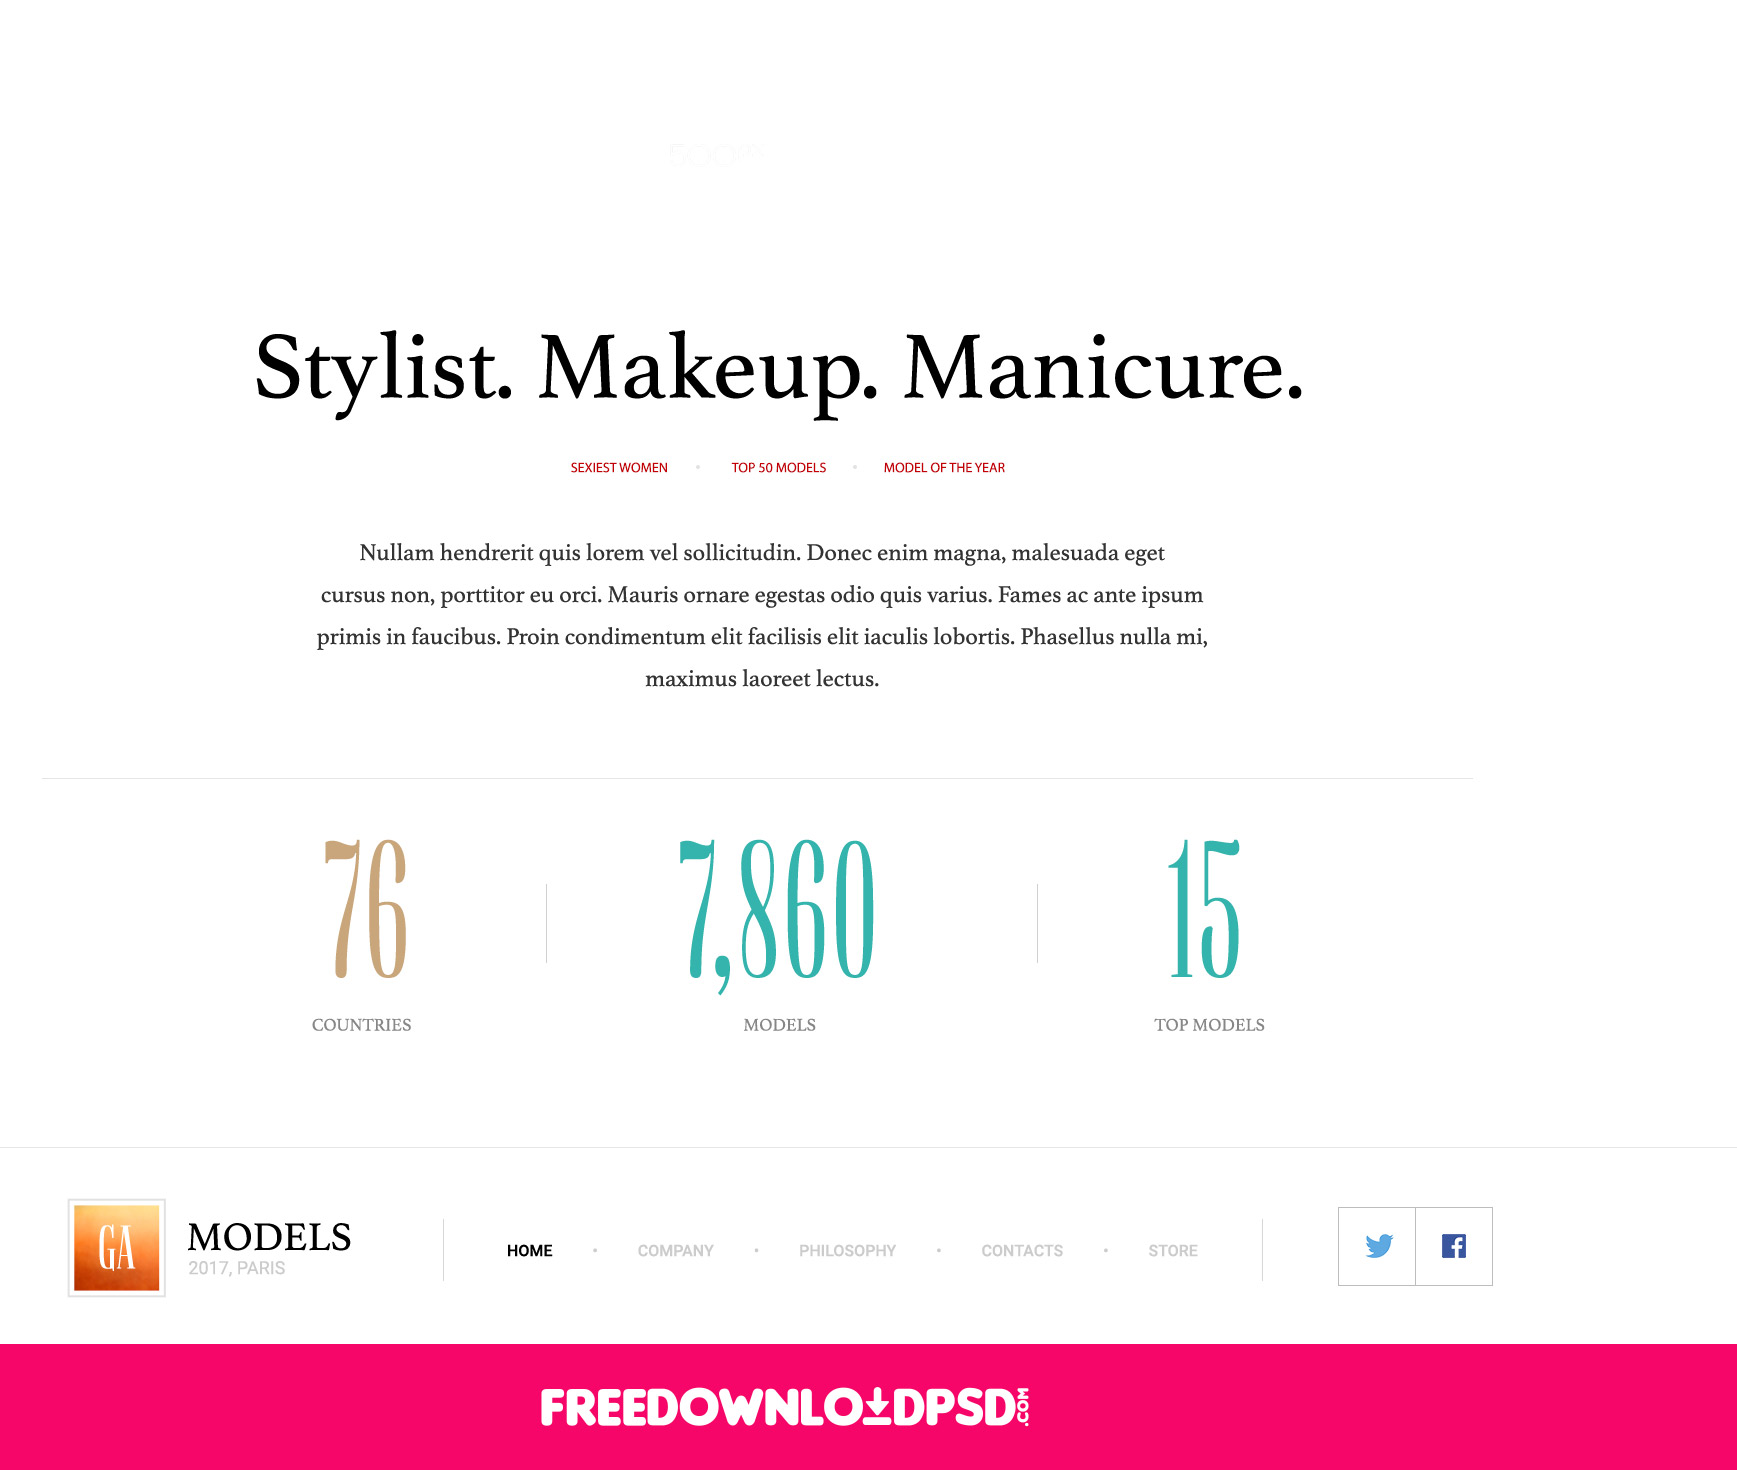 Stylist. Makeup. Manicure.
SEXIEST WOMEN • TOP 50 MODELS • MODEL OF THE YEAR
Nullam hendrerit quis lorem vel sollicitudin. Donec enim magna, malesuada eget
cursus non, porttitor eu orci. Mauris ornare egestas odio quis varius. Fames ac ante ipsum
primis in faucibus. Proin condimentum elit facilisis elit iaculis lobortis. Phasellus nulla mi,
maximus laoreet lectus.
76 7,860 15
COUNTRIES MODELS TOP MODELS
GA
MODELS
2017, PARIS
HOME • COMPANY • PHILOSOPHY • CONTACTS • STORE
FREEDOWNLOADPSD.COM